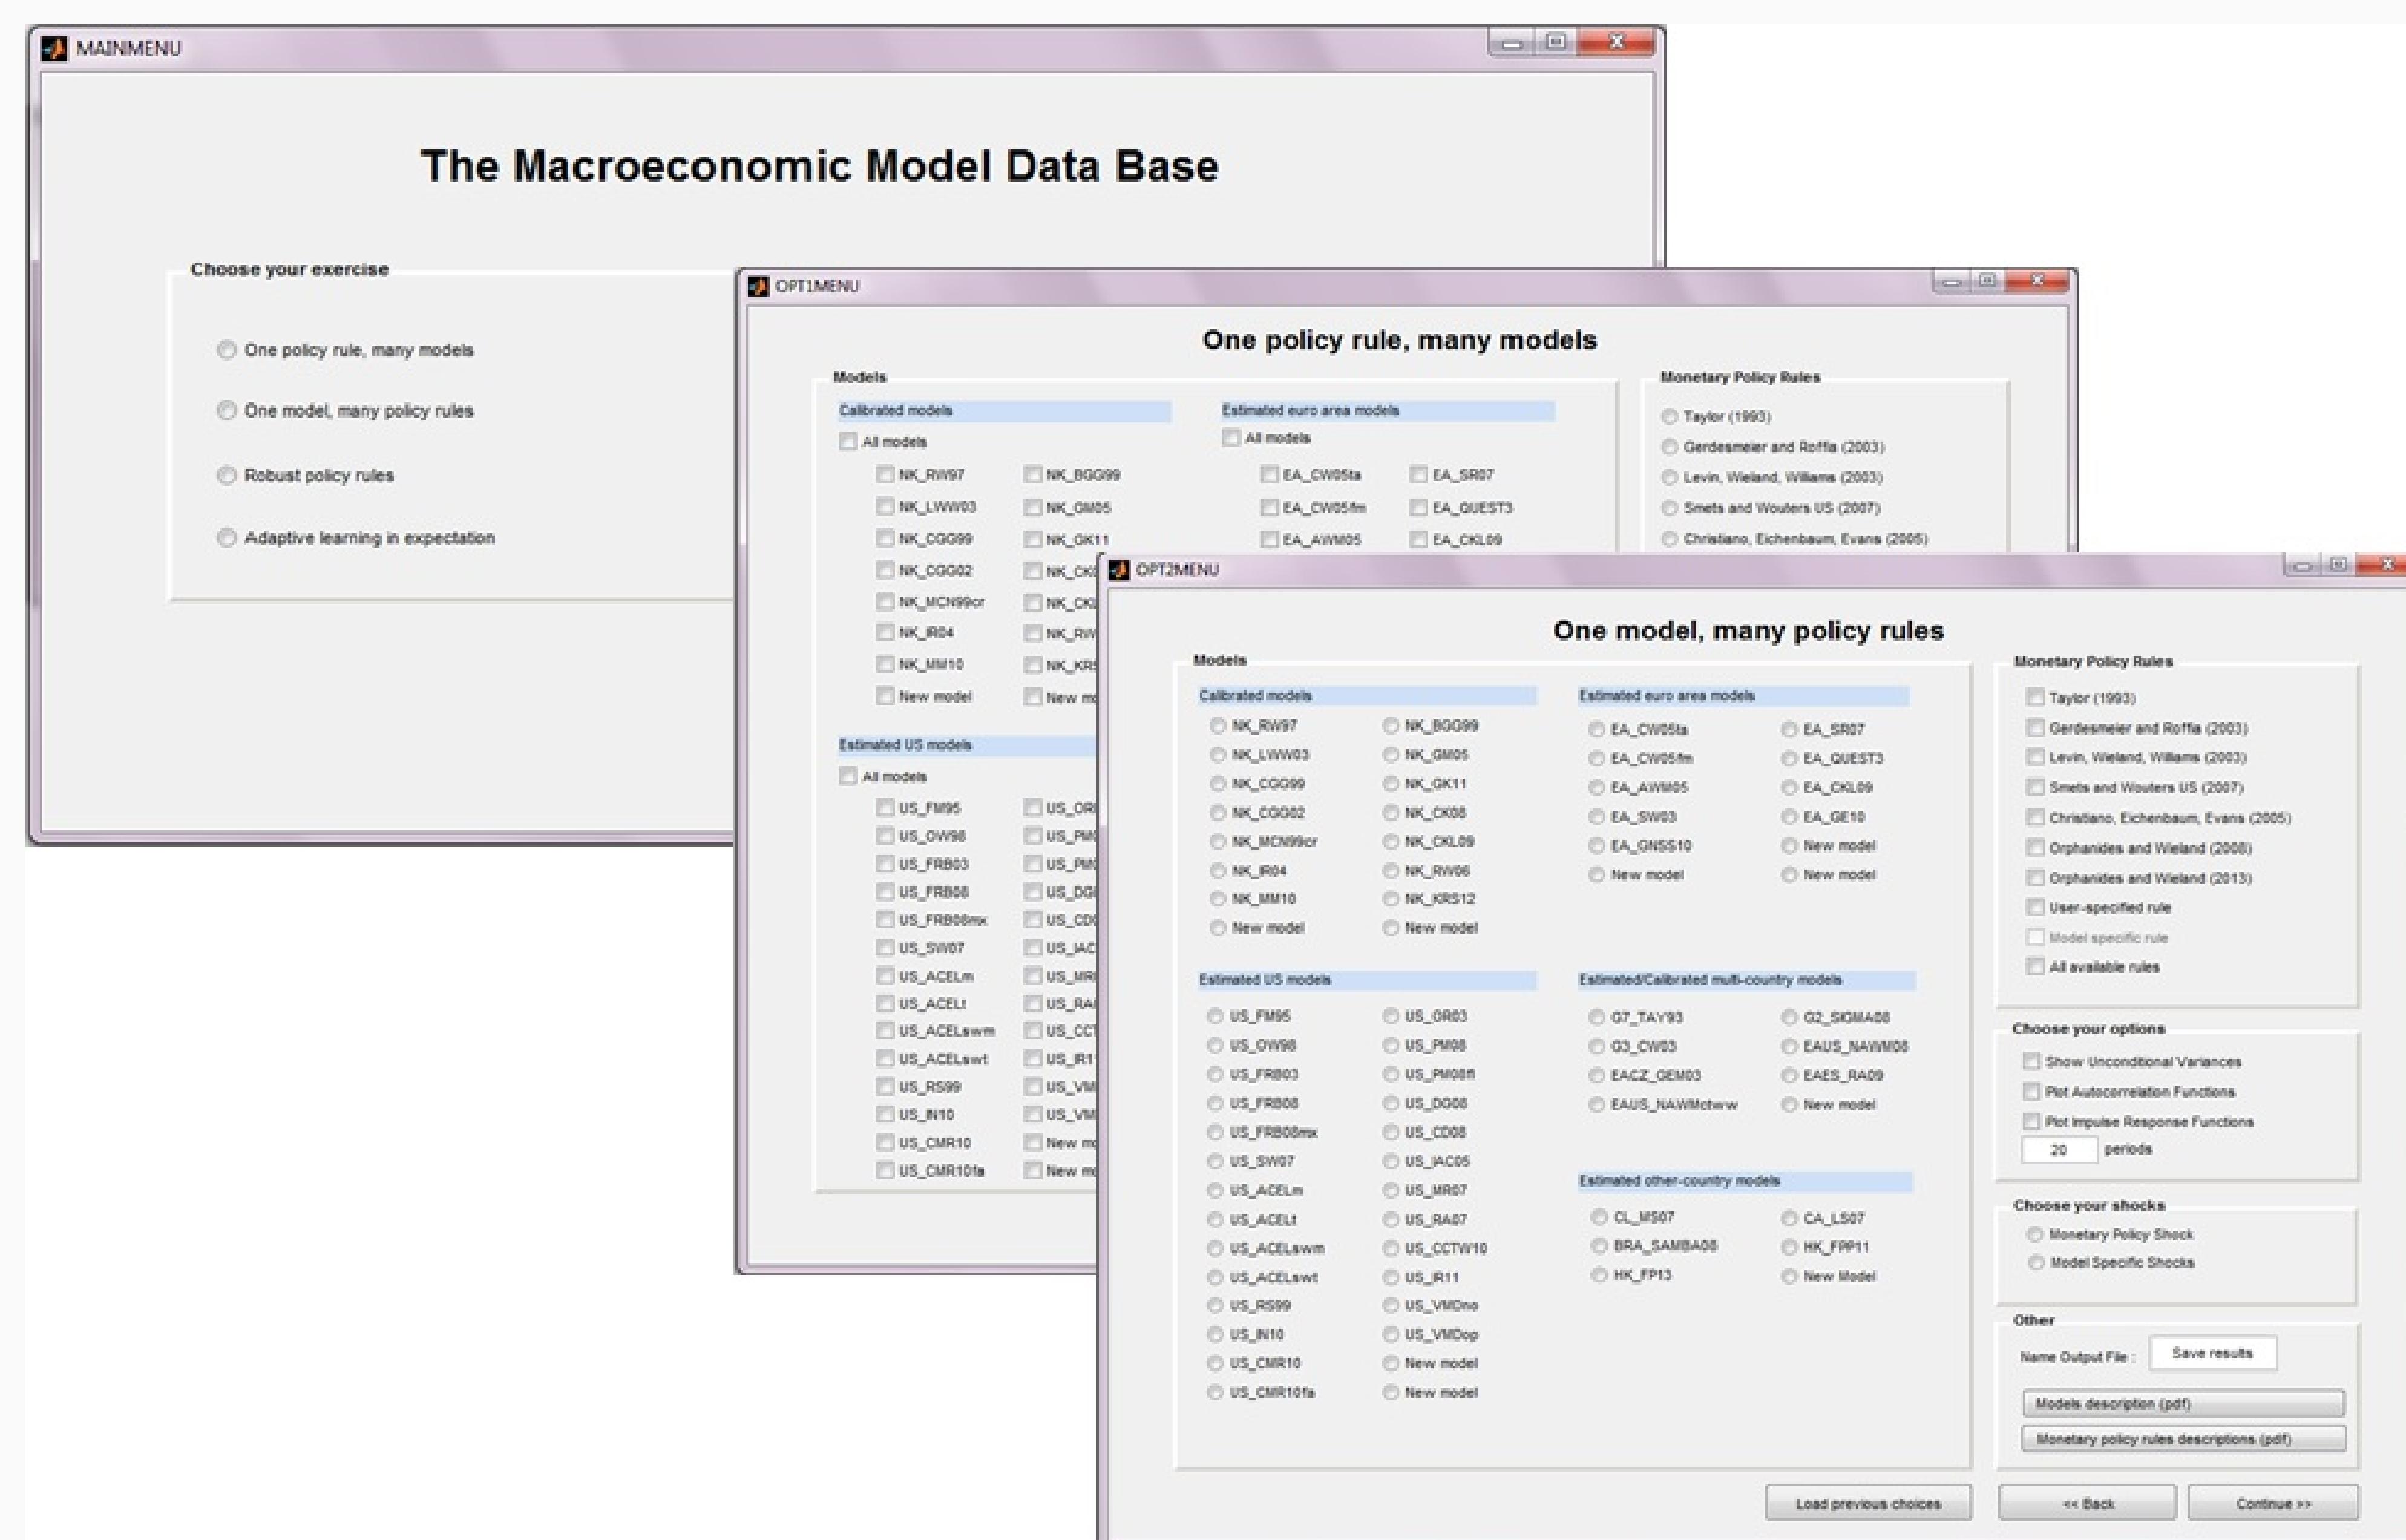 MAINMENU
The Macroeconomic Model Data Base
Choose your exercise
One policy rule, many models
One model, many policy rules
Robust policy rules
Adaptive learning in expectation
OPT1MENU
One policy rule, many models
Models
Calibrated models
All models
NK_RW97 NK_BGG99
NK_LWW03 NK_GM05
NK_CGG99 NK_GK11
NK_CGG02
NK_MCN99cr
NK_IR04
NK_MM10
New model
Estimated euro area models
All models
EA_CW05ta EA_SR07
EA_CW05fm EA_QUEST3
EA_AWM05 EA_CKL09
Monetary Policy Rules
Taylor (1993)
Gerdesmeier and Roffia (2003)
Levin, Wieland, Williams (2003)
Smets and Wouters US (2007)
Christiano, Eichenbaum, Evans (2005)
Estimated US models
All models
US_FM95
US_OW98
US_FRB03
US_FRB08
US_FRB08mx
US_SW07
US_ACELm
US_ACELt
US_ACELswm
US_ACELswt
US_RS99
US_IN10
US_CMR10
US_CMR10fa
OPT2MENU
One model, many policy rules
Models
Calibrated models
NK_RW97 NK_BGG99
NK_LWW03 NK_GM05
NK_CGG99 NK_GK11
NK_CGG02 NK_CK08
NK_MCN99cr NK_CKL09
NK_IR04 NK_RW06
NK_MM10 NK_KRS12
New model New model
Estimated euro area models
EA_CW05ta EA_SR07
EA_CW05fm EA_QUEST3
EA_AWM05 EA_CKL09
EA_SW03 EA_GE10
EA_GNSS10 New model
New model New model
Estimated US models
US_FM95 US_OR03
US_OW98 US_PM08
US_FRB03 US_PM08fl
US_FRB08 US_DG08
US_FRB08mx US_CD08
US_SW07 US_IAC05
US_ACELm US_MR07
US_ACELt US_RA07
US_ACELswm US_CCTW10
US_ACELswt US_IR11
US_RS99 US_VMDno
US_IN10 US_VMDop
US_CMR10 New model
US_CMR10fa New model
Estimated/Calibrated multi-country models
G7_TAY93 G2_SIGMA08
G3_CW03 EAUS_NAWM08
EACZ_GEM03 EAES_RA09
EAUS_NAWMctww New model
Estimated other-country models
CL_MS07 CA_LS07
BRA_SAMBA08 HK_FPP11
HK_FP13 New Model
Monetary Policy Rules
Taylor (1993)
Gerdesmeier and Roffia (2003)
Levin, Wieland, Williams (2003)
Smets and Wouters US (2007)
Christiano, Eichenbaum, Evans (2005)
Orphanides and Wieland (2008)
Orphanides and Wieland (2013)
User-specified rule
Model specific rule
All available rules
Choose your options
Show Unconditional Variances
Plot Autocorrelation Functions
Plot Impulse Response Functions
20 periods
Choose your shocks
Monetary Policy Shock
Model Specific Shocks
Other
Name Output File : Save results
Models description (pdf)
Monetary policy rules descriptions (pdf)
Load previous choices << Back Continue >>